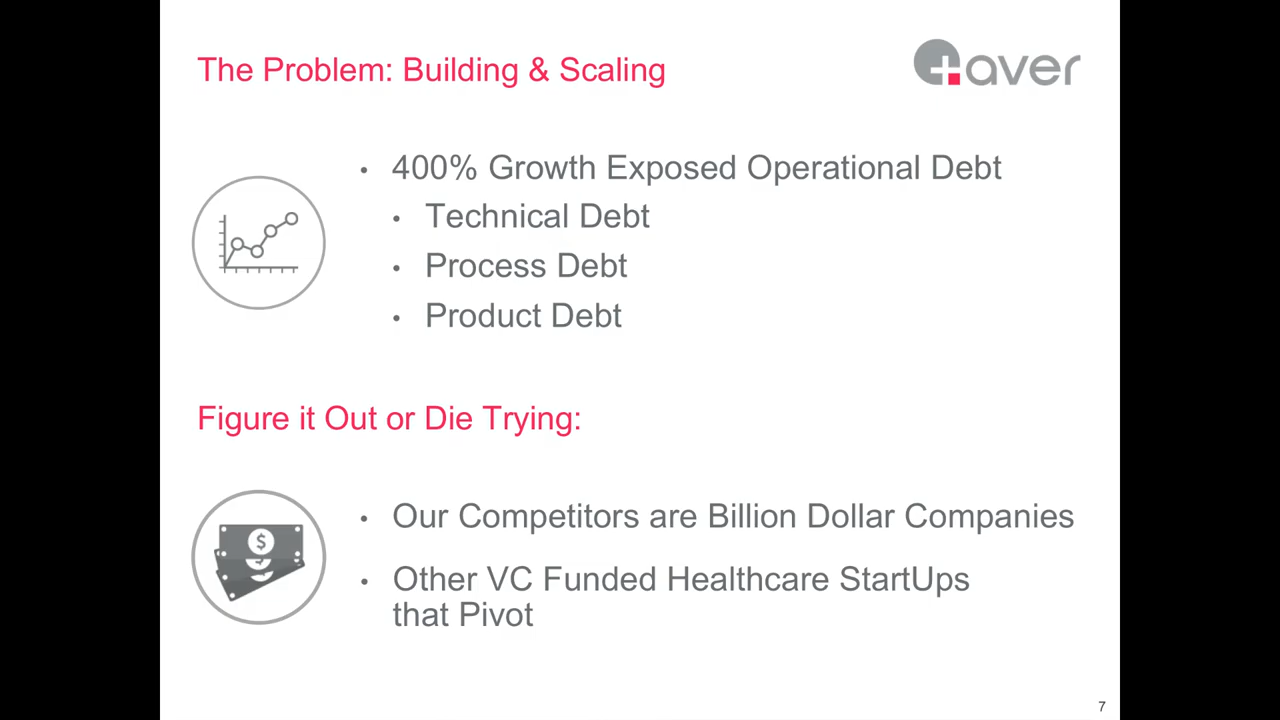 The Problem: Building & Scaling
aver
• 400% Growth Exposed Operational Debt
• Technical Debt
• Process Debt
• Product Debt
Figure it Out or Die Trying:
$
• Our Competitors are Billion Dollar Companies
• Other VC Funded Healthcare StartUps
that Pivot
7